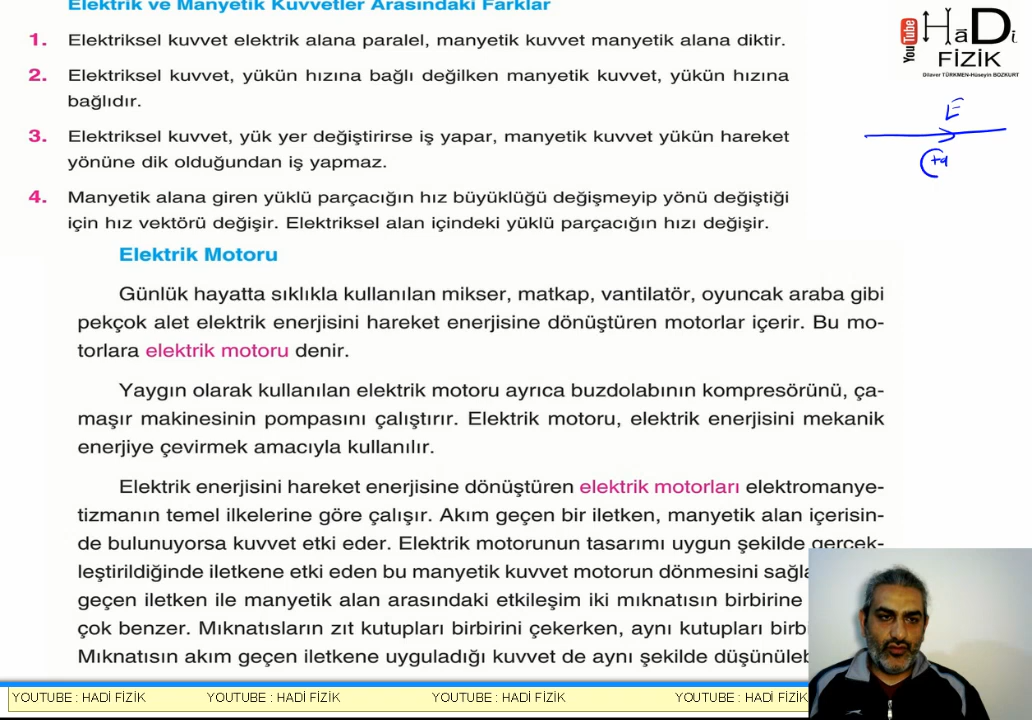 Elektrik ve Manyetik Kuvvetler Arasındaki Farklar
1. Elektriksel kuvvet elektrik alana paralel, manyetik kuvvet manyetik alana diktir.
2. Elektriksel kuvvet, yükün hızına bağlı değilken manyetik kuvvet, yükün hızına
bağlıdır.
3. Elektriksel kuvvet, yük yer değiştirirse iş yapar, manyetik kuvvet yükün hareket
yönüne dik olduğundan iş yapmaz.
4. Manyetik alana giren yüklü parçacığın hız büyüklüğü değişmeyip yönü değiştiği
için hız vektörü değişir. Elektriksel alan içindeki yüklü parçacığın hızı değişir.
Elektrik Motoru
Günlük hayatta sıklıkla kullanılan mikser, matkap, vantilatör, oyuncak araba gibi
pekçok alet elektrik enerjisini hareket enerjisine dönüştüren motorlar içerir. Bu mo-
torlara elektrik motoru denir.
Yaygın olarak kullanılan elektrik motoru ayrıca buzdolabının kompresörünü, ça-
maşır makinesinin pompasını çalıştırır. Elektrik motoru, elektrik enerjisini mekanik
enerjiye çevirmek amacıyla kullanılır.
Elektrik enerjisini hareket enerjisine dönüştüren elektrik motorları elektromanye-
tizmanın temel ilkelerine göre çalışır. Akım geçen bir iletken, manyetik alan içerisin-
de bulunuyorsa kuvvet etki eder. Elektrik motorunun tasarımı uygun şekilde gerçek-
leştirildiğinde iletkene etki eden bu manyetik kuvvet motorun dönmesini sağla
geçen iletken ile manyetik alan arasındaki etkileşim iki mıknatısın birbirine
çok benzer. Mıknatısların zıt kutupları birbirini çekerken, aynı kutupları birb
Mıknatısın akım geçen iletkene uyguladığı kuvvet de aynı şekilde düşünüleb
YouTube HaDi
FİZİK
Dilaver TÜRKMEN-Hüseyin BOZKURT
E
+q
YOUTUBE : HADİ FİZİK YOUTUBE : HADİ FİZİK YOUTUBE : HADİ FİZİK YOUTUBE : HADİ FİZİK